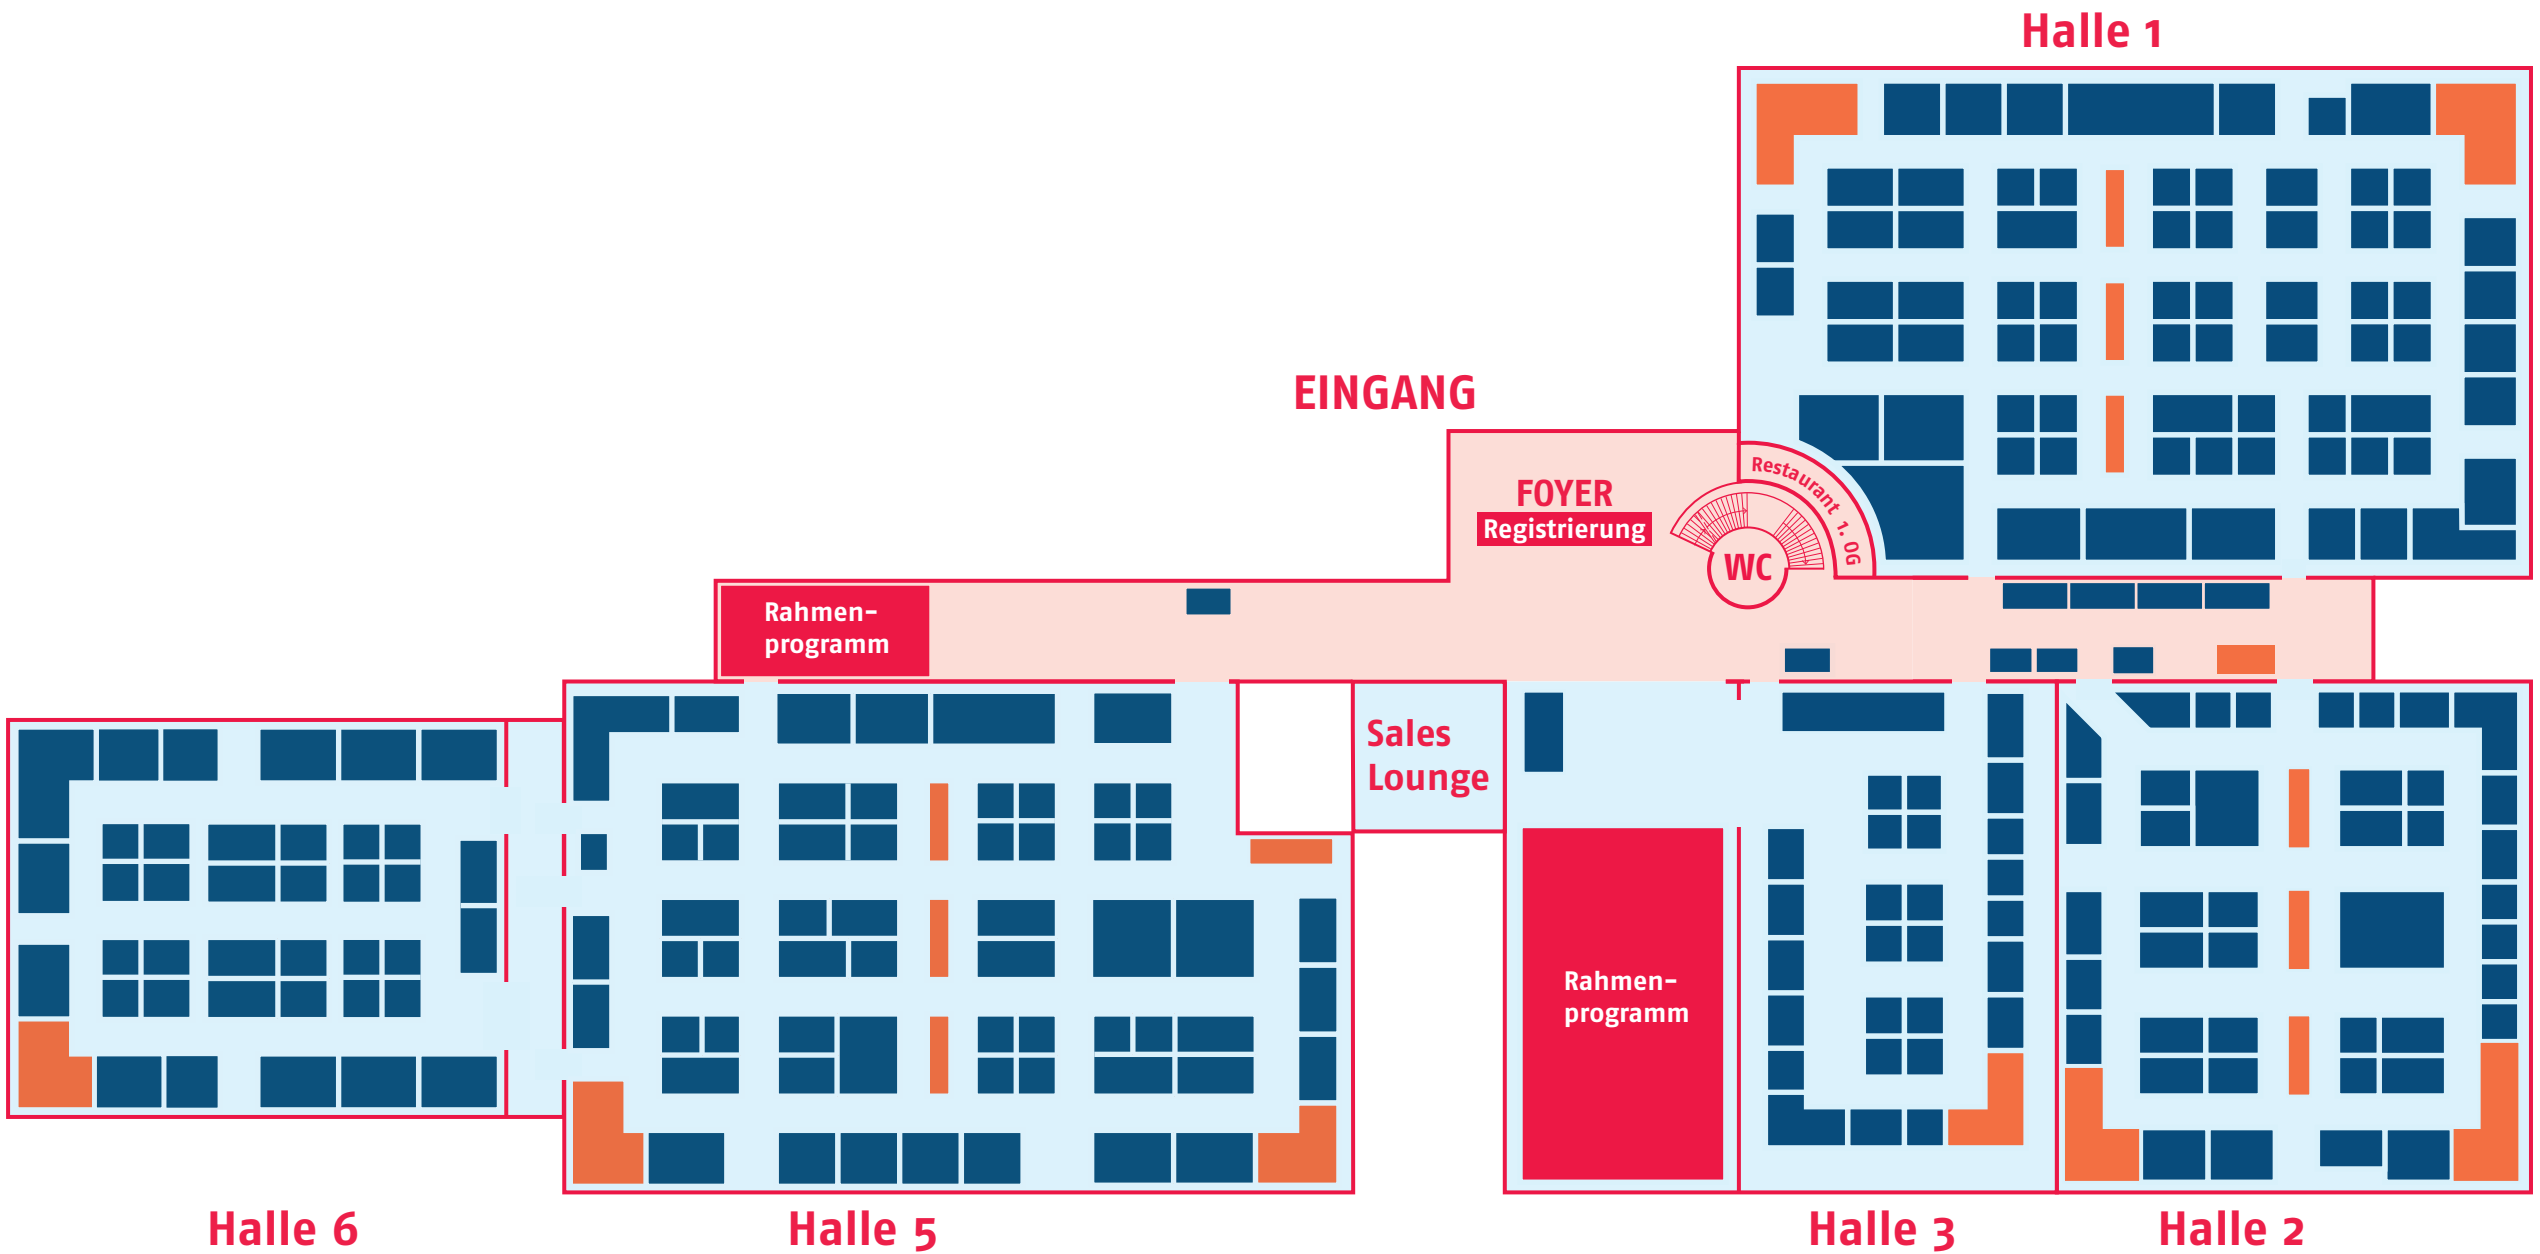 Halle 1
EINGANG
FOYER
Registrierung
Restaurant 1. OG
WC
Rahmen-
programm
Sales
Lounge
Rahmen-
programm
Halle 6
Halle 5
Halle 3
Halle 2